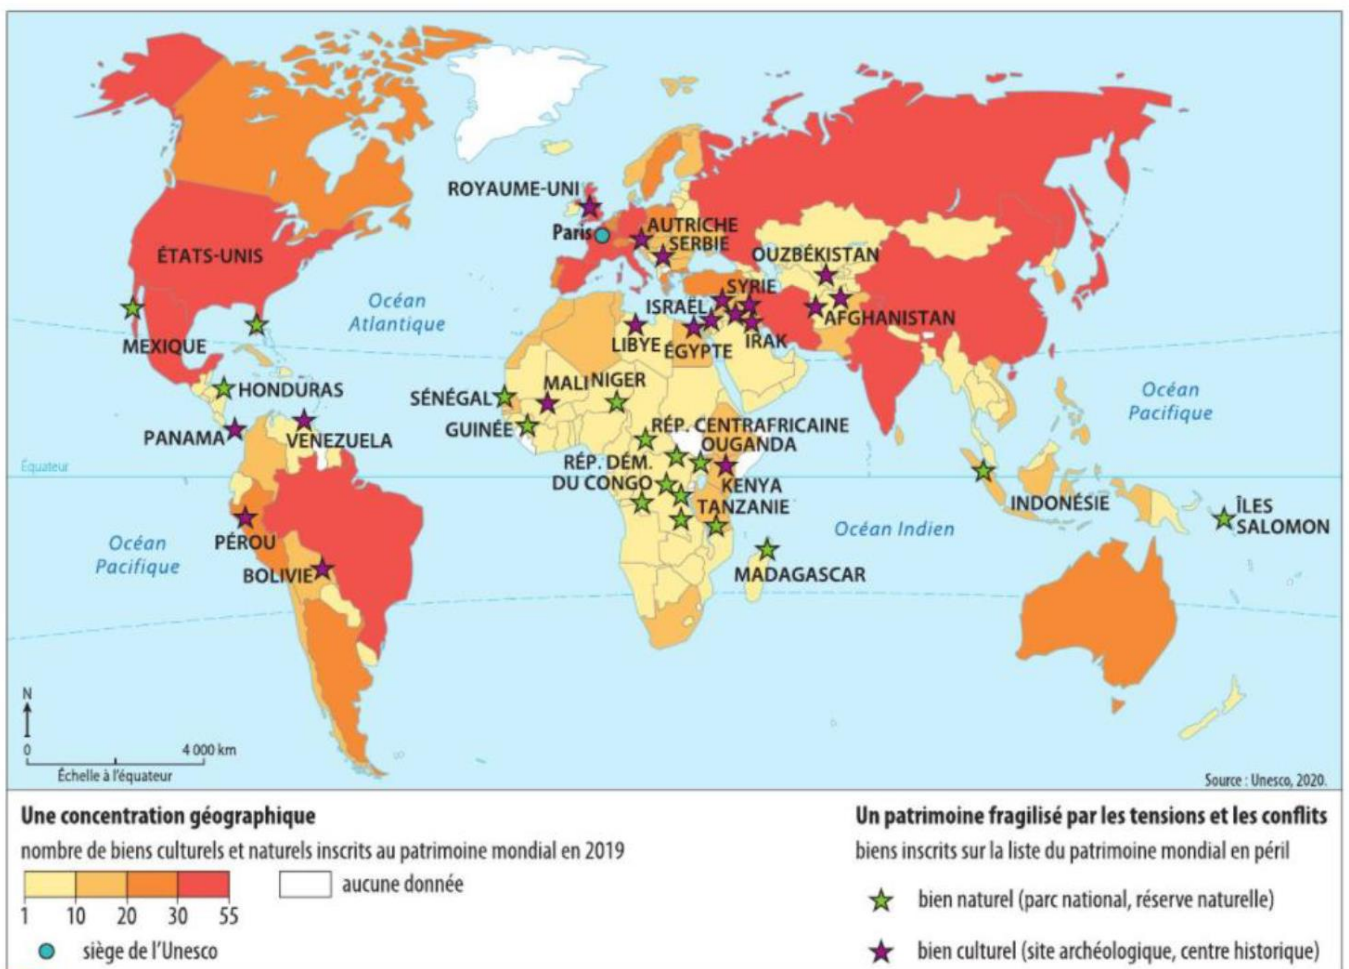 ROYAUME-UNI
Paris
AUTRICHE
SERBIE
OUZBÉKISTAN
ÉTATS-UNIS
SYRIE
ISRAËL
Océan
Atlantique
AFGHANISTAN
MEXIQUE
LIBYE
ÉGYPTE
IRAK
HONDURAS
MALI
NIGER
SÉNÉGAL
Océan
Pacifique
GUINÉE
RÉP. CENTRAFRICAINE
PANAMA
VENEZUELA
OUGANDA
Équateur
RÉP. DÉM.
DU CONGO
KENYA
TANZANIE
INDONÉSIE
ÎLES
SALOMON
Océan Indien
Océan
Pacifique
PÉROU
BOLIVIE
MADAGASCAR
N
0
4 000 km
Échelle à l'équateur
Source : Unesco, 2020.
Une concentration géographique
nombre de biens culturels et naturels inscrits au patrimoine mondial en 2019
aucune donnée
1 10 20 30 55
siège de l'Unesco
Un patrimoine fragilisé par les tensions et les conflits
biens inscrits sur la liste du patrimoine mondial en péril
bien naturel (parc national, réserve naturelle)
bien culturel (site archéologique, centre historique)